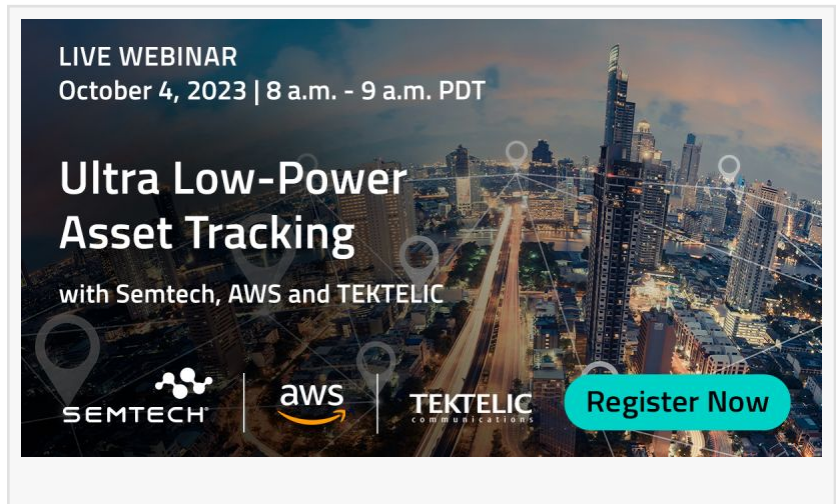 LIVE WEBINAR
October 4, 2023 | 8 a.m. - 9 a.m. PDT
Ultra Low-Power
Asset Tracking
with Semtech, AWS and TEKTELIC
SEMTECH®
aws
TEKTELIC
communications
Register Now